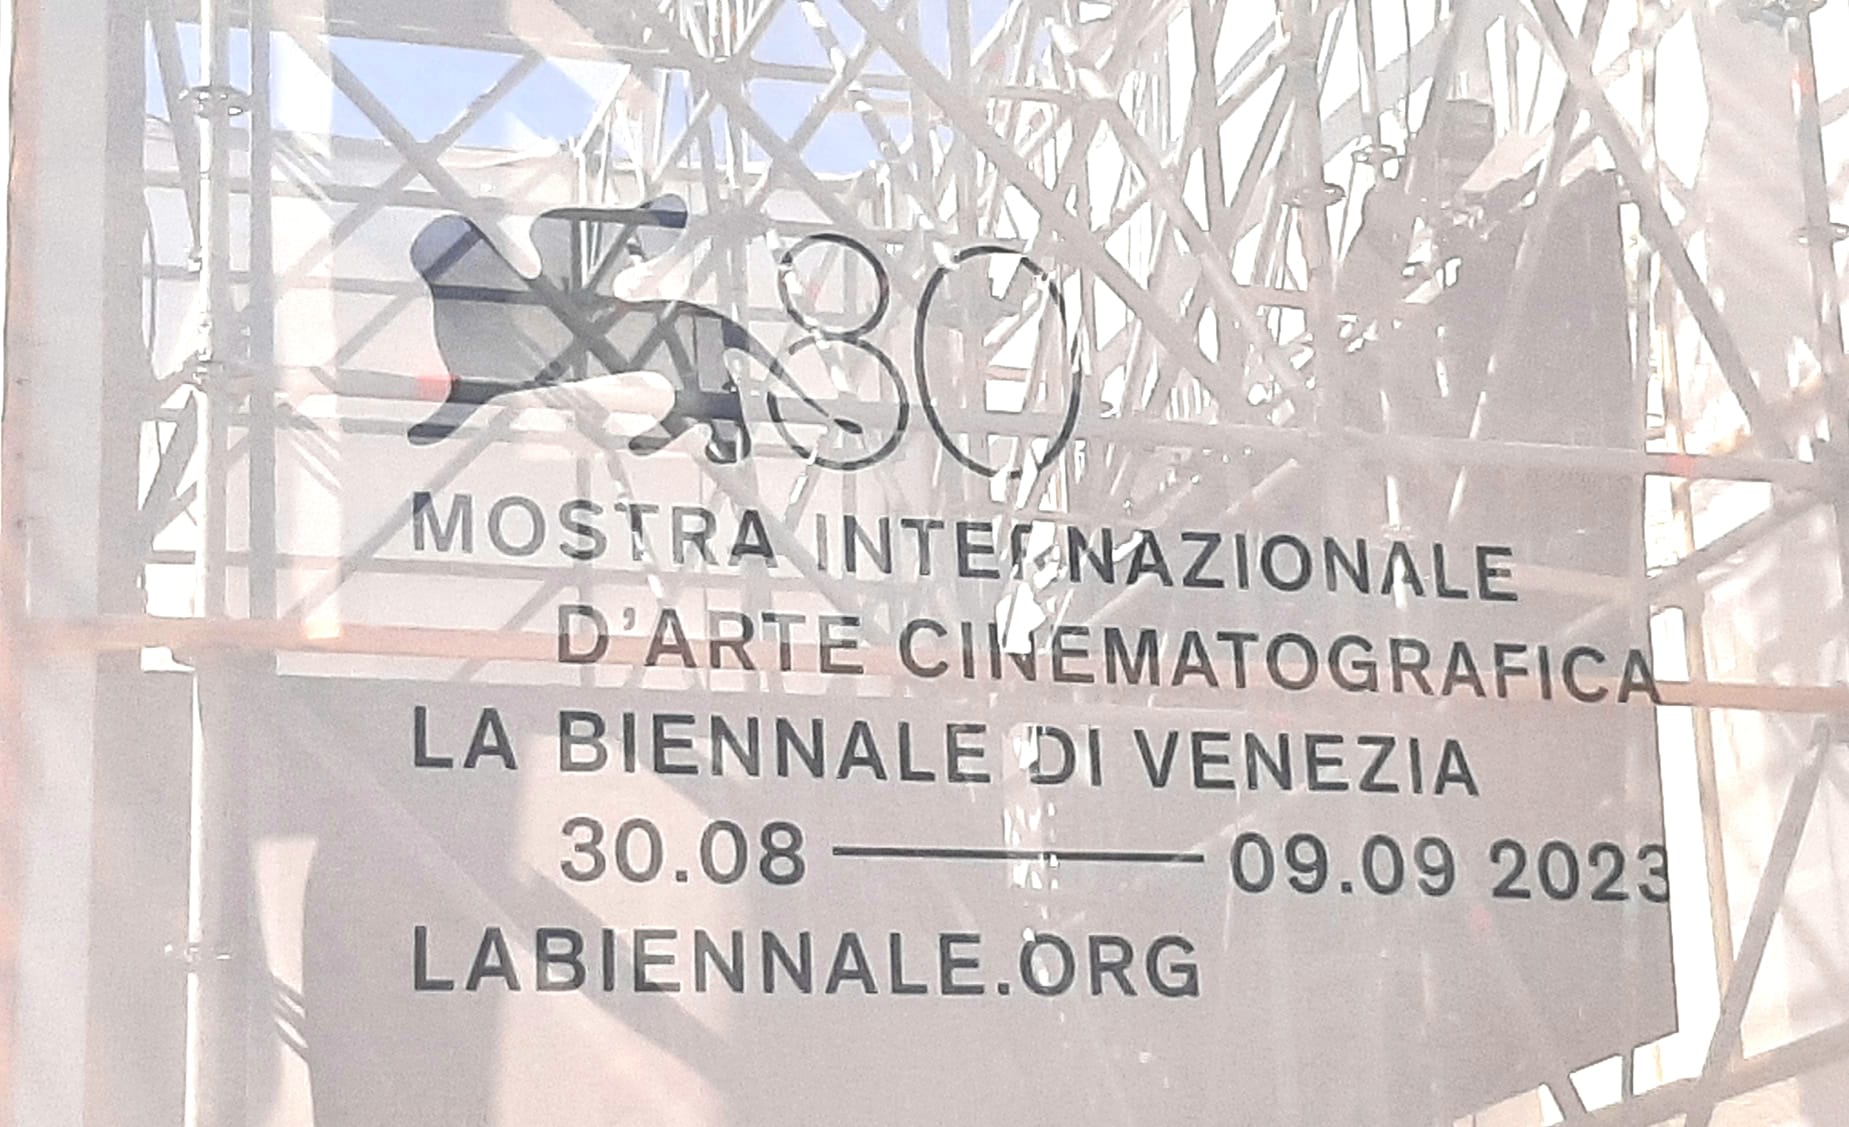 80
MOSTRA INTERNAZIONALE
D'ARTE CINEMATOGRAFICA
LA BIENNALE DI VENEZIA
30.08 — 09.09 2023
LABIENNALE.ORG